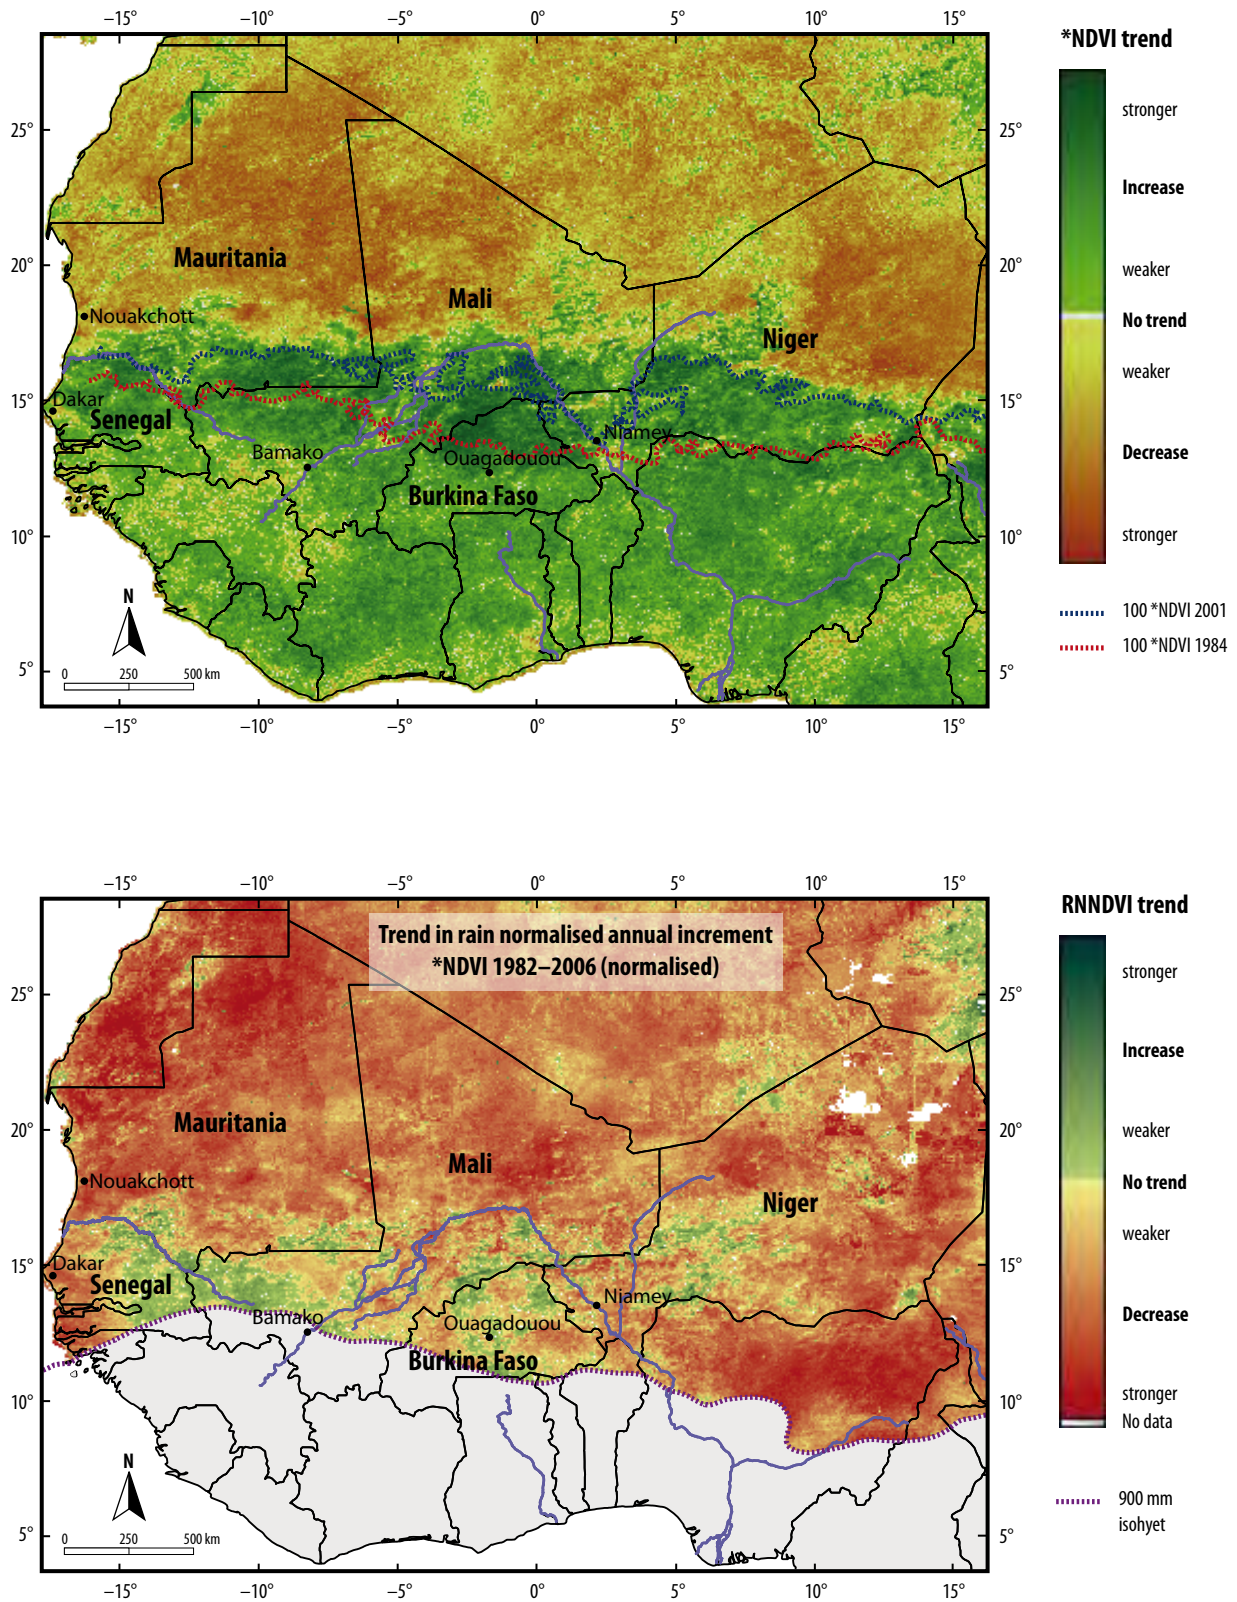 −15° −10° −5° 0° 5° 10° 15°
*NDVI trend
stronger
25° 25°
Increase
Mauritania
20° 20°
weaker
Mali
Nouakchott
No trend
Niger
weaker
15° 15°
Dakar
Senegal
Niamey
Bamako
Ouagadouou
Decrease
Burkina Faso
10° 10°
stronger
N
100 *NDVI 2001
100 *NDVI 1984
5° 5°
0 250 500 km
−15° −10° −5° 0° 5° 10° 15°
−15° −10° −5° 0° 5° 10° 15°
RNNDVI trend
Trend in rain normalised annual increment
*NDVI 1982–2006 (normalised)
stronger
25° 25°
Increase
Mauritania
20° 20°
weaker
Mali
Nouakchott
No trend
Niger
weaker
15° 15°
Dakar
Senegal
Niamey
Bamako
Ouagadouou
Decrease
Burkina Faso
stronger
10° 10°
No data
N
900 mm
isohyet
5° 5°
0 250 500 km
−15° −10° −5° 0° 5° 10° 15°